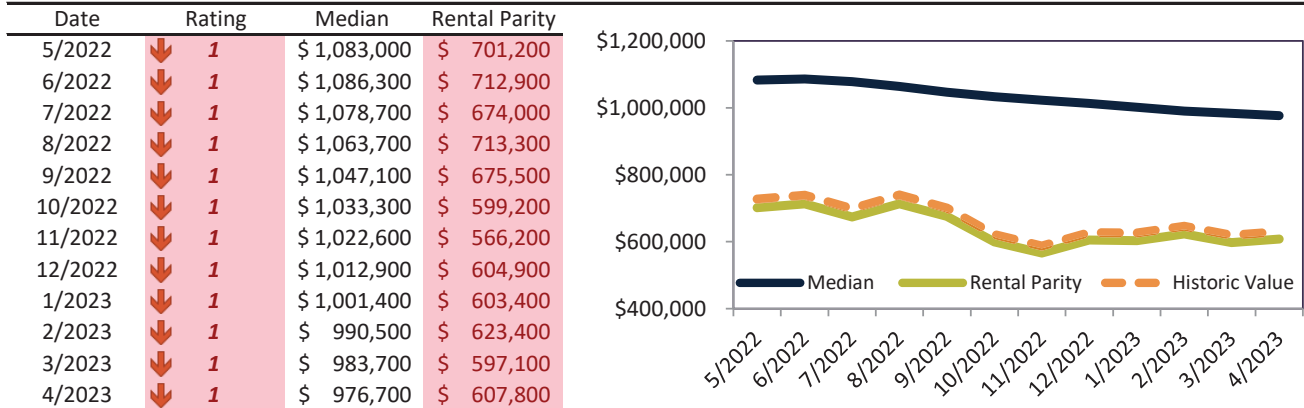 Date Rating Median Rental Parity
5/2022 1 $ 1,083,000 $ 701,200
6/2022 1 $ 1,086,300 $ 712,900
7/2022 1 $ 1,078,700 $ 674,000
8/2022 1 $ 1,063,700 $ 713,300
9/2022 1 $ 1,047,100 $ 675,500
10/2022 1 $ 1,033,300 $ 599,200
11/2022 1 $ 1,022,600 $ 566,200
12/2022 1 $ 1,012,900 $ 604,900
1/2023 1 $ 1,001,400 $ 603,400
2/2023 1 $ 990,500 $ 623,400
3/2023 1 $ 983,700 $ 597,100
4/2023 1 $ 976,700 $ 607,800
$1,200,000
$1,000,000
$800,000
$600,000
$400,000
Median Rental Parity Historic Value
5/2022 6/2022 7/2022 8/2022 9/2022 10/2022 11/2022 12/2022 1/2023 2/2023 3/2023 4/2023